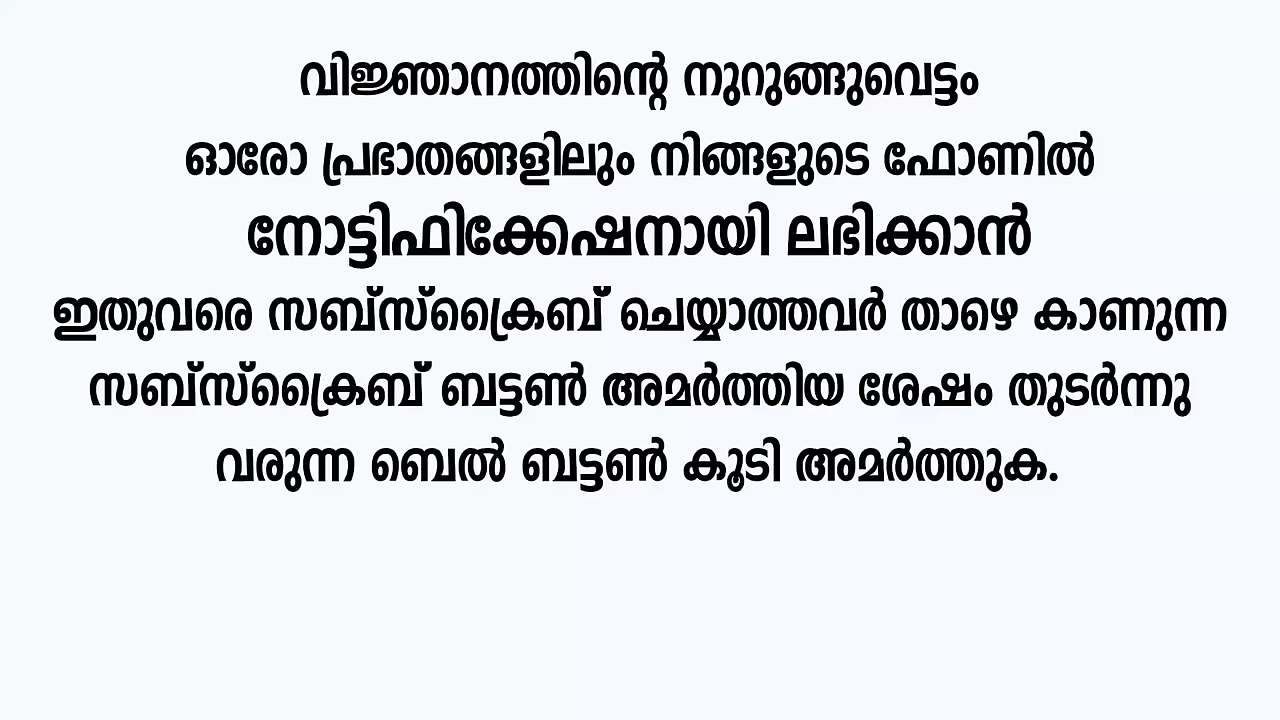 വിജ്ഞാനത്തിന്റെ നുറുങ്ങുവെട്ടം
ഓരോ പ്രഭാതങ്ങളിലും നിങ്ങളുടെ ഫോണിൽ
നോട്ടിഫിക്കേഷനായി ലഭിക്കാൻ
ഇതുവരെ സബ്സ്ക്രൈബ് ചെയ്യാത്തവർ താഴെ കാണുന്ന
സബ്സ്ക്രൈബ് ബട്ടൺ അമർത്തിയ ശേഷം തുടർന്നു
വരുന്ന ബെൽ ബട്ടൺ കൂടി അമർത്തുക.